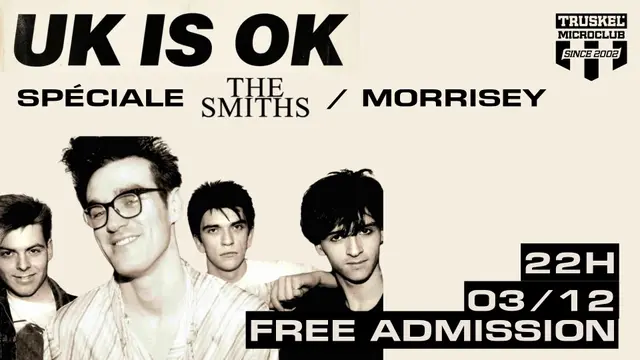 UK IS OK
TRUSKEL
MICROCLUB
SINCE 2002
SPÉCIALE THE SMITHS / MORRISEY
22H
03/12
FREE ADMISSION